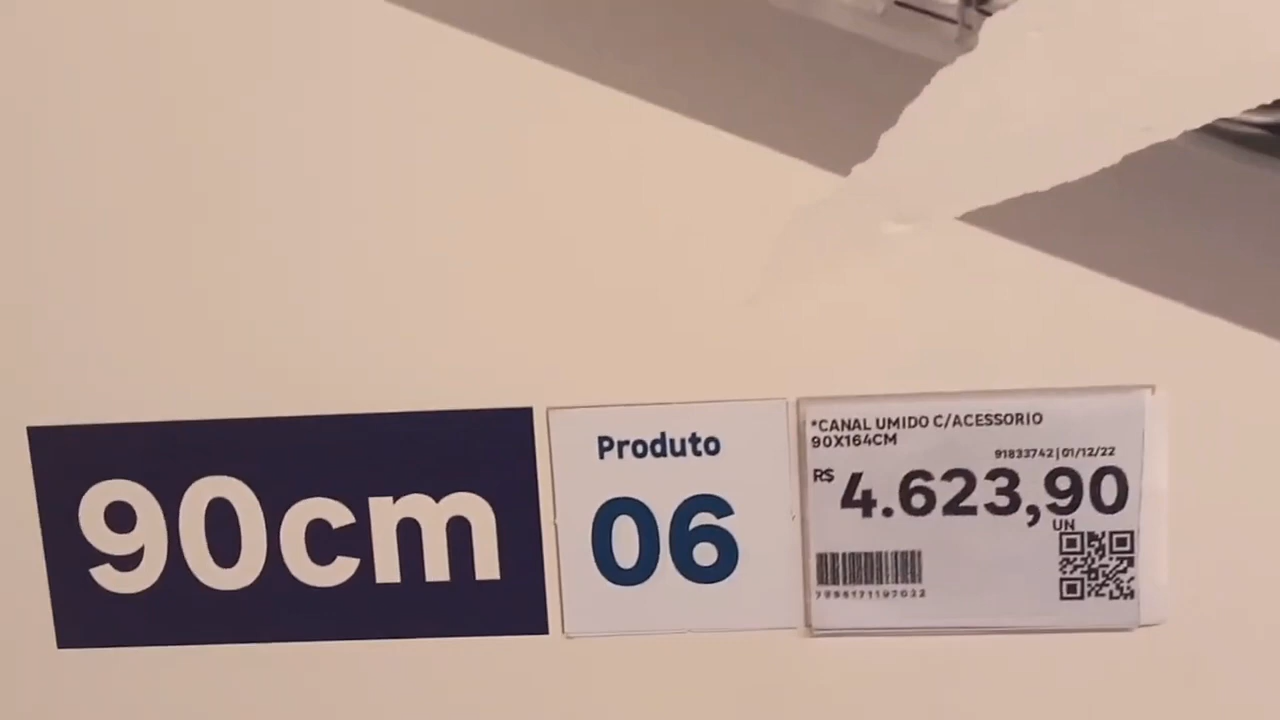 90cm
Produto
06
*CANAL UMIDO C/ACESSORIO
90X164CM
91833742 | 01/12/22
R$ 4.623,90
UN